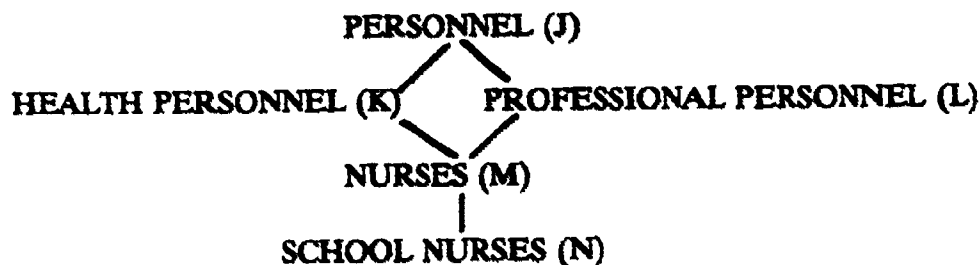 PERSONNEL (J)
HEALTH PERSONNEL (K) PROFESSIONAL PERSONNEL (L)
NURSES (M)
SCHOOL NURSES (N)